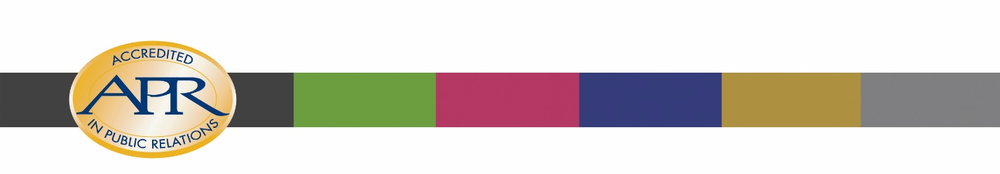 ACCREDITED
APR
IN PUBLIC RELATIONS